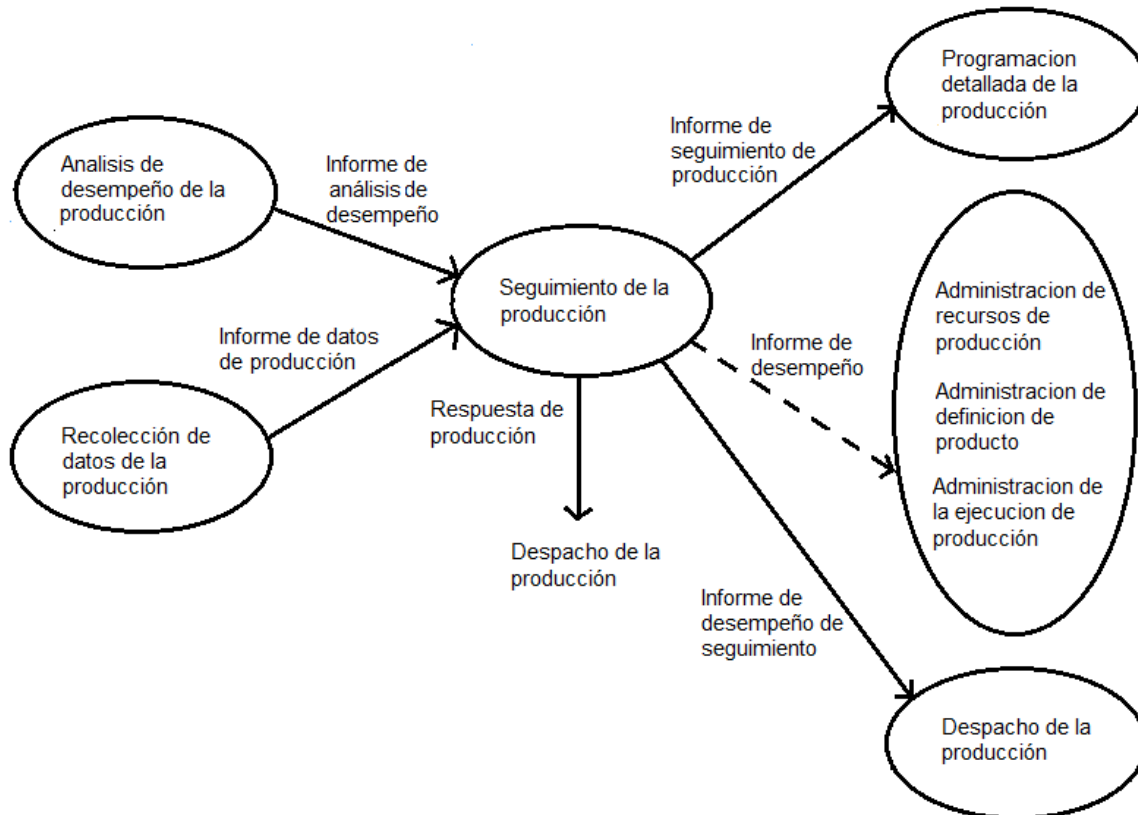 Programacion
detallada de la
producción
Analisis de
desempeño de la
producción
Informe de
análisis de
desempeño
Informe de
seguimiento de
producción
Seguimiento de la
producción
Informe de datos
de producción
Recolección de
datos de la
producción
Respuesta de
producción
Despacho de la
producción
Informe de
desempeño
Administracion de
recursos de
producción
Administracion de
definicion de
producto
Administracion de
la ejecucion de
producción
Informe de
desempeño de
seguimiento
Despacho de la
producción